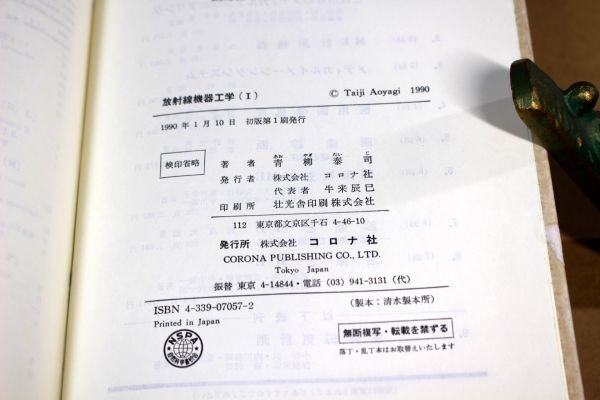 放射線機器工学(Ⅰ)
© Taiji Aoyagi 1990
1990年1月10日 初版第1刷発行
検印省略
著者 青柳泰司
発行者 株式会社 コロナ社
代表者 牛来辰巳
印刷所 壮光舎印刷株式会社
112 東京都文京区千石 4-46-10
発行所 株式会社 コロナ社
CORONA PUBLISHING CO., LTD.
Tokyo Japan
振替 東京 4-14844・電話 (03) 941-3131 (代)
ISBN 4-339-07057-2
(製本:清水製本所)
Printed in Japan
無断複写・転載を禁ずる
落丁・乱丁本はお取替えいたします
NSPA